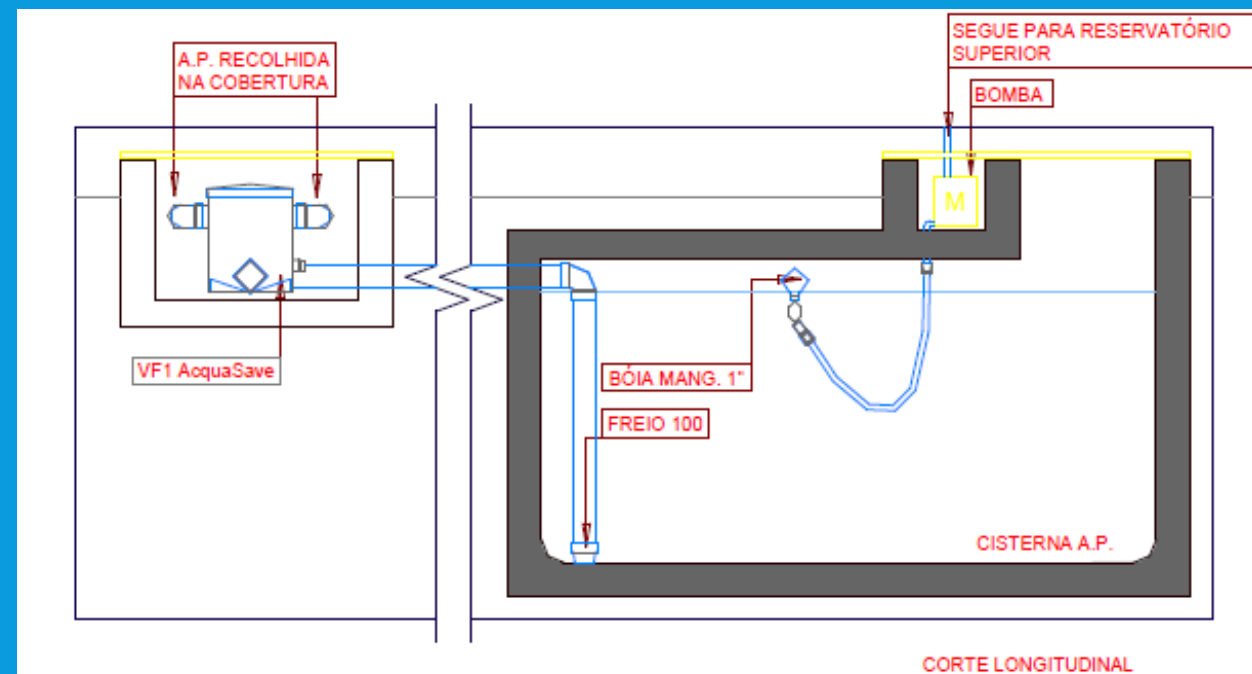 A.P. RECOLHIDA
NA COBERTURA
SEGUE PARA RESERVATÓRIO
SUPERIOR
BOMBA
M
VF1 AcquaSave
BÓIA MANG. 1"
FREIO 100
CISTERNA A.P.
CORTE LONGITUDINAL